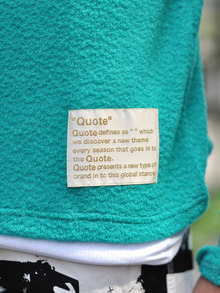 "Quote"
Quote defines as " " which
we discover a new thems
every season that goes in to
the Quote.
Quote presents a new type of
brand in to this global stance.